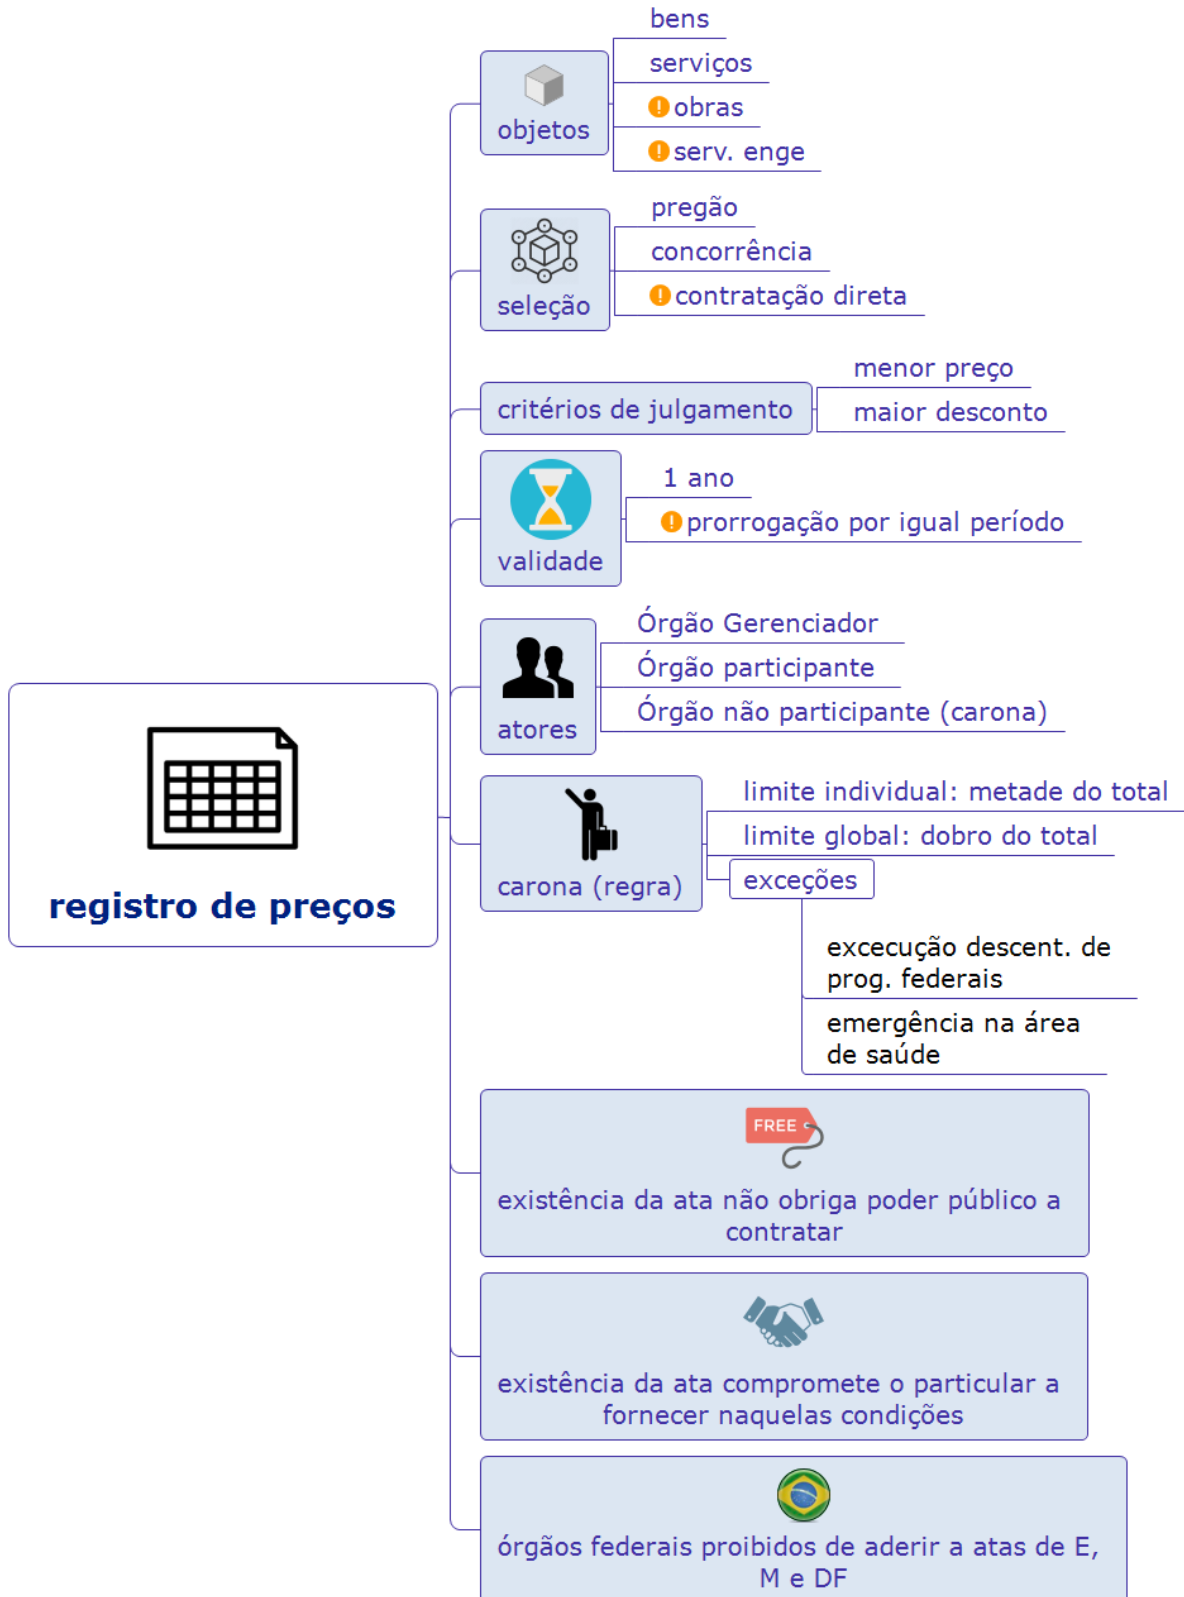 bens
serviços
obras
serv. enge
objetos
pregão
concorrência
contratação direta
seleção
menor preço
critérios de julgamento
maior desconto
1 ano
prorrogação por igual período
validade
Órgão Gerenciador
Órgão participante
Órgão não participante (carona)
atores
limite individual: metade do total
limite global: dobro do total
carona (regra)
exceções
excecução descent. de
prog. federais
emergência na área
de saúde
registro de preços
FREE
existência da ata não obriga poder público a
contratar
existência da ata compromete o particular a
fornecer naquelas condições
órgãos federais proibidos de aderir a atas de E,
M e DF